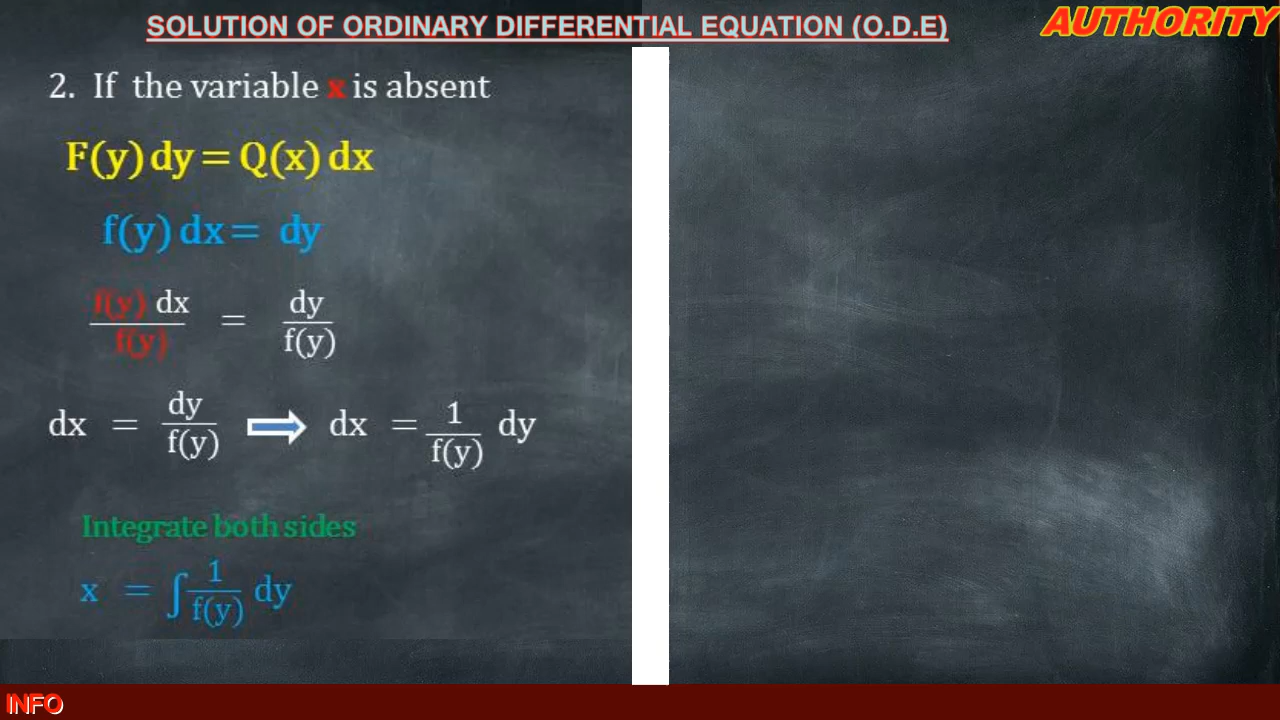 SOLUTION OF ORDINARY DIFFERENTIAL EQUATION (O.D.E)
AUTHORITY
2. If the variable x is absent
F(y) dy = Q(x) dx
f(y) dx = dy
f(y) dx / f(y) = dy / f(y)
dx = dy / f(y) ⇨ dx = 1 / f(y) dy
Integrate both sides
x = ∫ 1 / f(y) dy
INFO